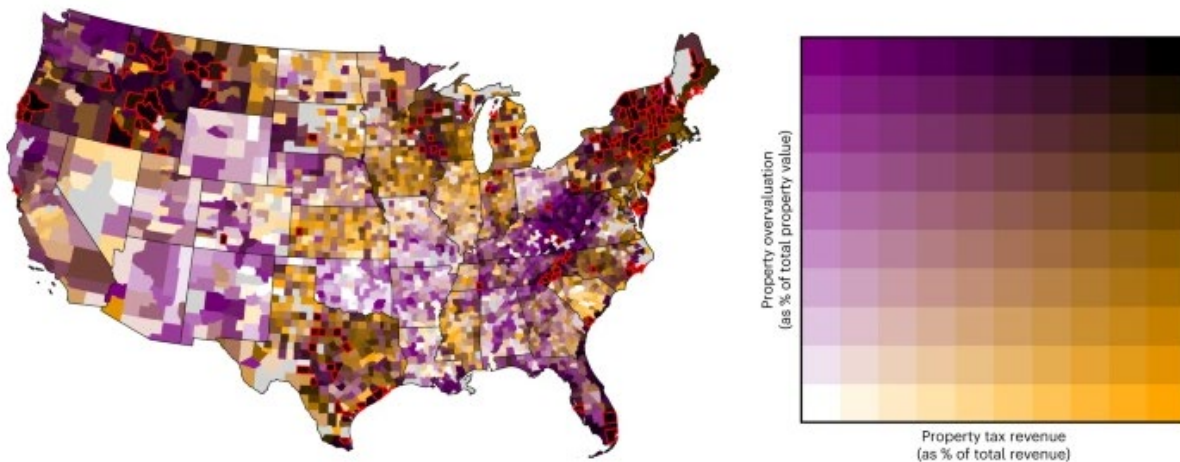 Property overvaluation
(as % of total property value)
Property tax revenue
(as % of total revenue)